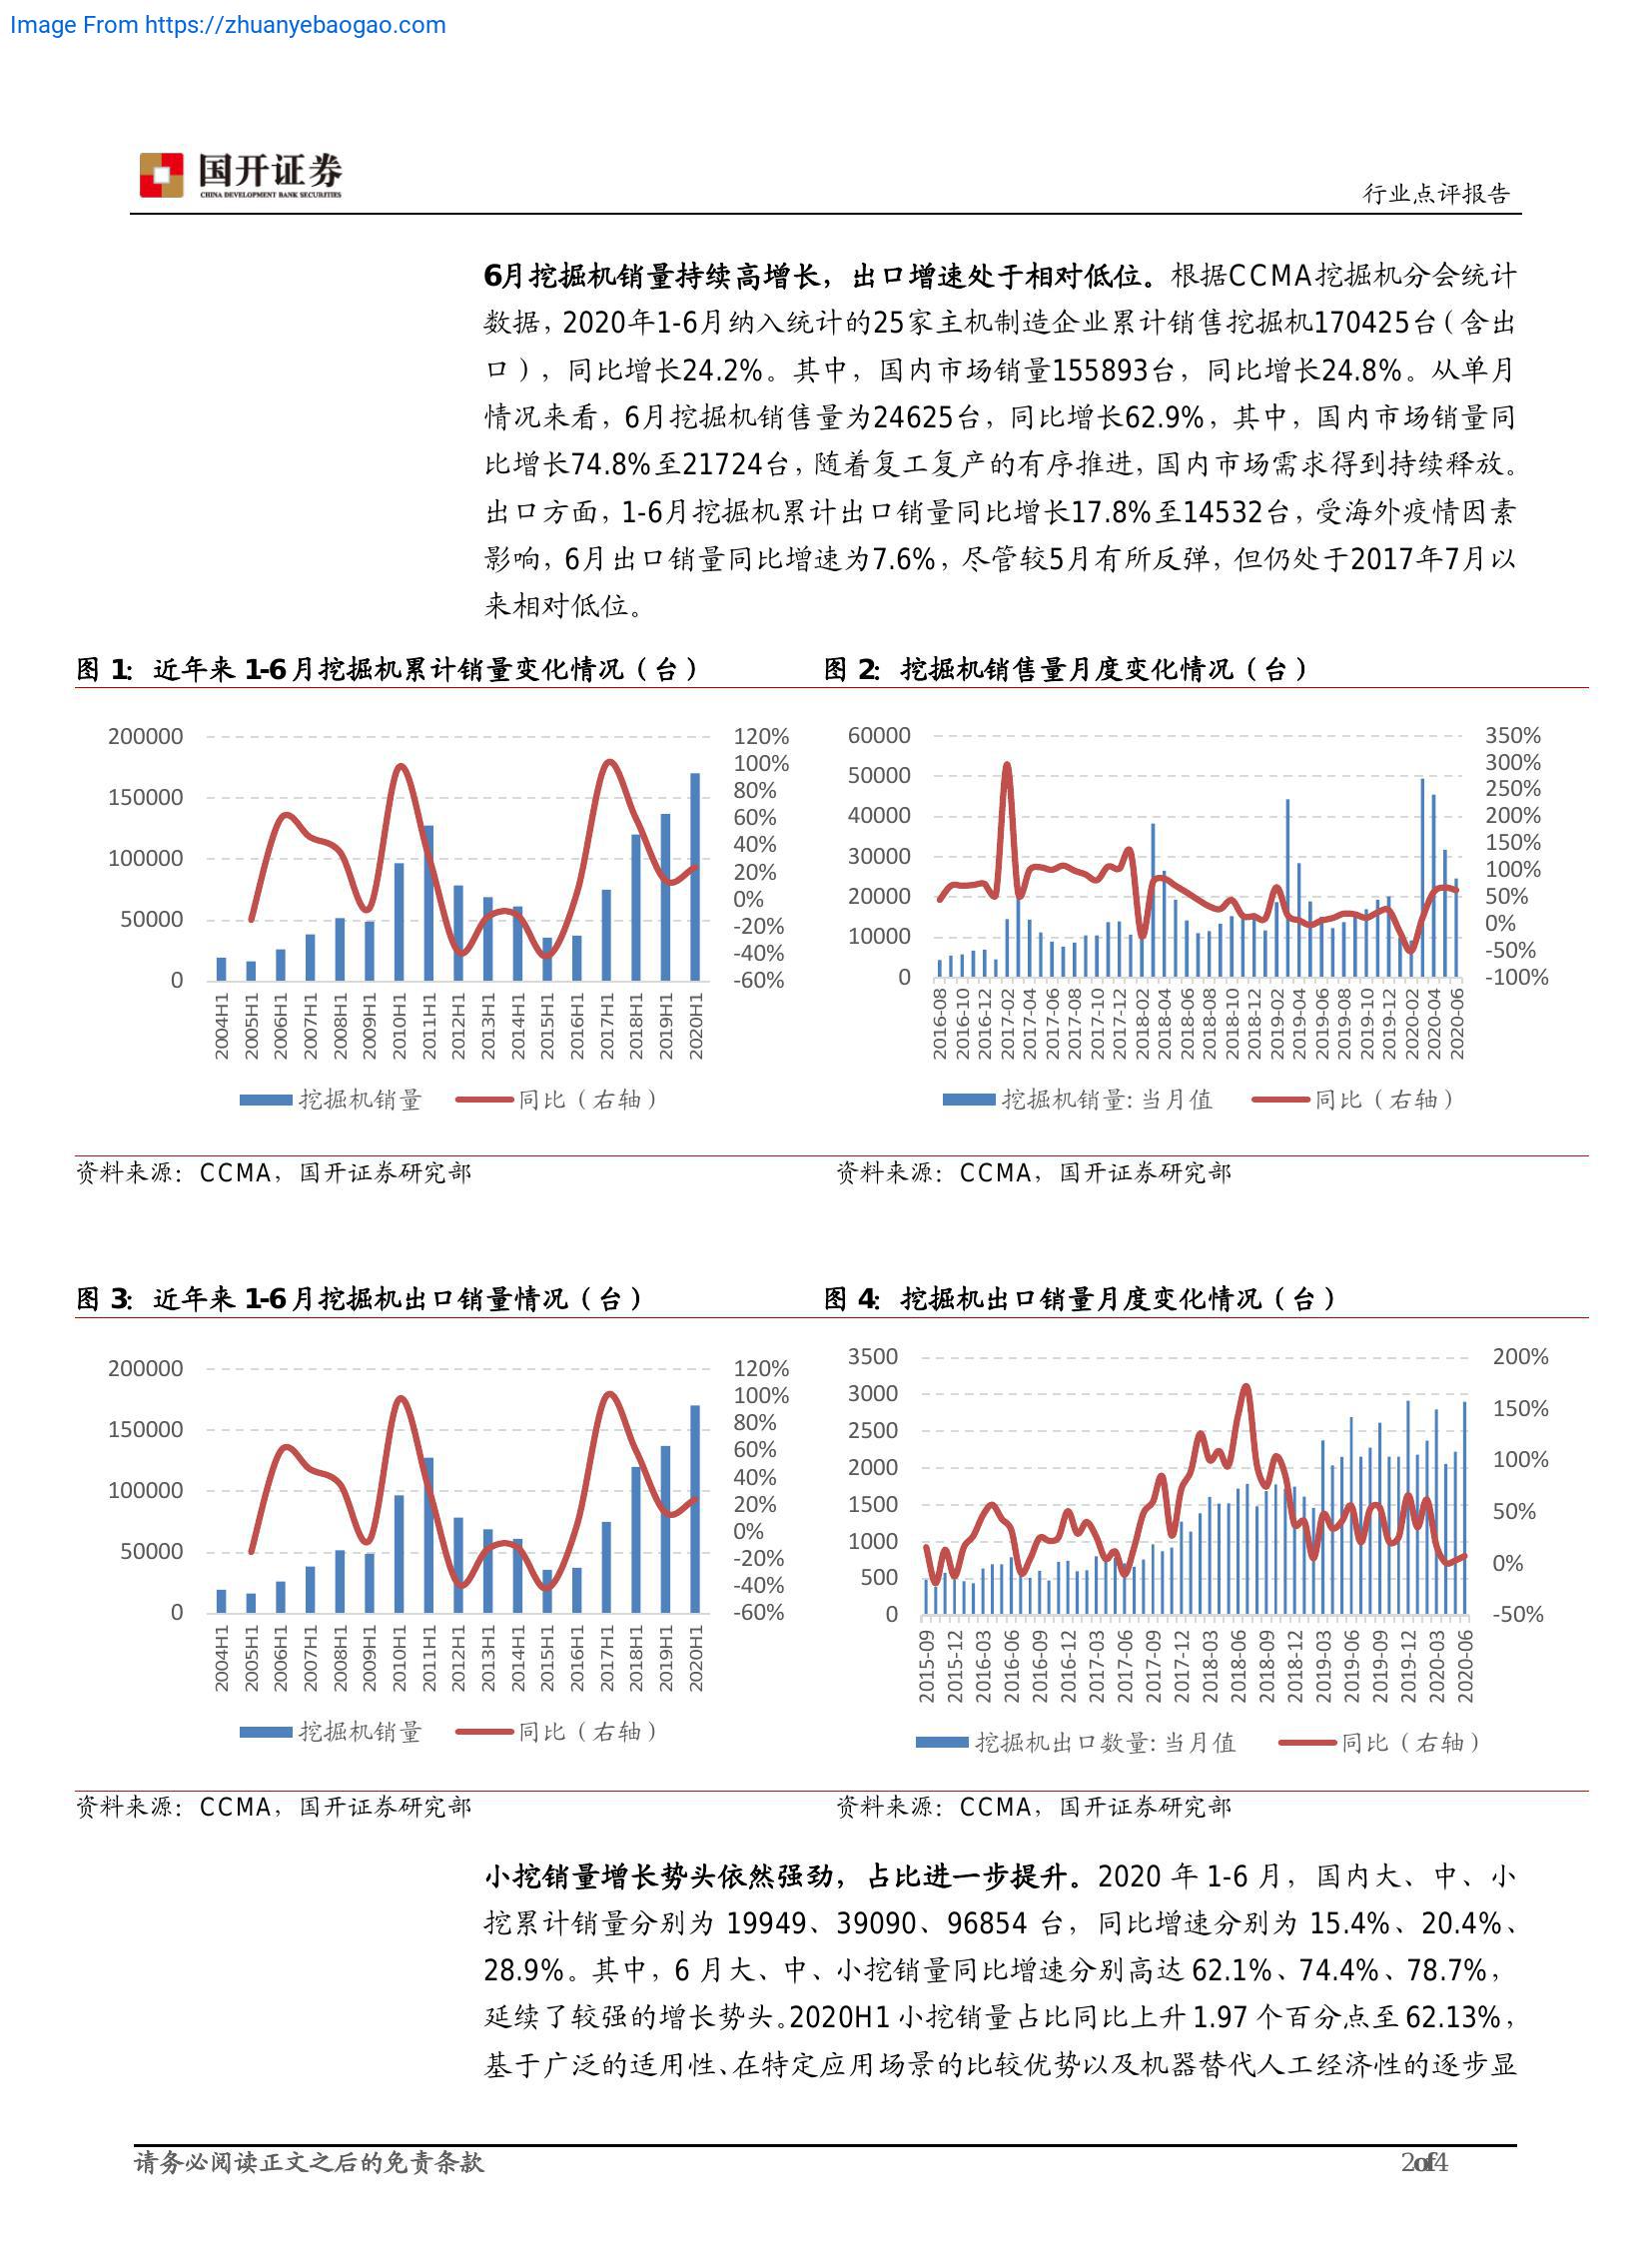 Image From https://zhuanyebaogao.com
国开证券
CHINA DEVELOPMENT BANK SECURITIES
行业点评报告
6月挖掘机销量持续高增长，出口增速处于相对低位。根据CCMA挖掘机分会统计
数据，2020年1-6月纳入统计的25家主机制造企业累计销售挖掘机170425台（含出
口），同比增长24.2%。其中，国内市场销量155893台，同比增长24.8%。从单月
情况来看，6月挖掘机销售量为24625台，同比增长62.9%，其中，国内市场销量同
比增长74.8%至21724台，随着复工复产的有序推进，国内市场需求得到持续释放。
出口方面，1-6月挖掘机累计出口销量同比增长17.8%至14532台，受海外疫情因素
影响，6月出口销量同比增速为7.6%，尽管较5月有所反弹，但仍处于2017年7月以
来相对低位。
图 1: 近年来 1-6 月挖掘机累计销量变化情况（台）
200000
150000
100000
50000
0
120%
100%
80%
60%
40%
20%
0%
-20%
-40%
-60%
2004H1
2005H1
2006H1
2007H1
2008H1
2009H1
2010H1
2011H1
2012H1
2013H1
2014H1
2015H1
2016H1
2017H1
2018H1
2019H1
2020H1
挖掘机销量
同比（右轴）
资料来源：CCMA，国开证券研究部
图 2: 挖掘机销售量月度变化情况（台）
60000
50000
40000
30000
20000
10000
0
350%
300%
250%
200%
150%
100%
50%
0%
-50%
-100%
2016-08
2016-10
2016-12
2017-02
2017-04
2017-06
2017-08
2017-10
2017-12
2018-02
2018-04
2018-06
2018-08
2018-10
2018-12
2019-02
2019-04
2019-06
2019-08
2019-10
2019-12
2020-02
2020-04
2020-06
挖掘机销量:当月值
同比（右轴）
资料来源：CCMA，国开证券研究部
图 3: 近年来 1-6 月挖掘机出口销量情况（台）
200000
150000
100000
50000
0
120%
100%
80%
60%
40%
20%
0%
-20%
-40%
-60%
2004H1
2005H1
2006H1
2007H1
2008H1
2009H1
2010H1
2011H1
2012H1
2013H1
2014H1
2015H1
2016H1
2017H1
2018H1
2019H1
2020H1
挖掘机销量
同比（右轴）
资料来源：CCMA，国开证券研究部
图 4: 挖掘机出口销量月度变化情况（台）
3500
3000
2500
2000
1500
1000
500
0
200%
150%
100%
50%
0%
-50%
2015-09
2015-12
2016-03
2016-06
2016-09
2016-12
2017-03
2017-06
2017-09
2017-12
2018-03
2018-06
2018-09
2018-12
2019-03
2019-06
2019-09
2019-12
2020-03
2020-06
挖掘机出口数量:当月值
同比（右轴）
资料来源：CCMA，国开证券研究部
小挖销量增长势头依然强劲，占比进一步提升。2020 年 1-6 月，国内大、中、小
挖累计销量分别为 19949、39090、96854 台，同比增速分别为 15.4%、20.4%、
28.9%。其中，6 月大、中、小挖销量同比增速分别高达 62.1%、74.4%、78.7%，
延续了较强的增长势头。2020H1 小挖销量占比同比上升 1.97 个百分点至 62.13%，
基于广泛的适用性、在特定应用场景的比较优势以及机器替代人工经济性的逐步显
请务必阅读正文之后的免责条款
2of4